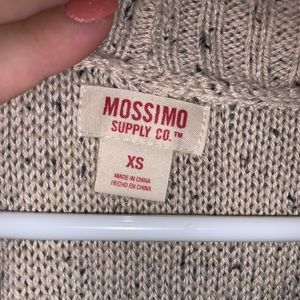 MOSSIMO
SUPPLY CO.™
XS
MADE IN CHINA
HECHO EN CHINA